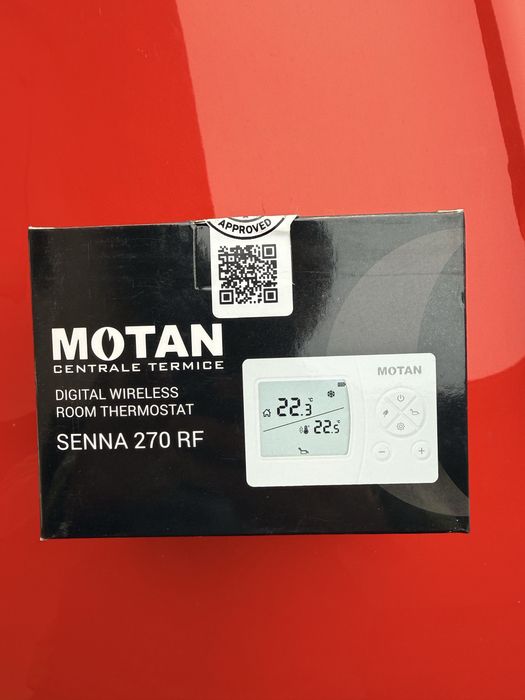 APPROVED
MOTAN
CENTRALE TERMICE
DIGITAL WIRELESS
ROOM THERMOSTAT
SENNA 270 RF
MOTAN
22.3 °C
22.5 °C